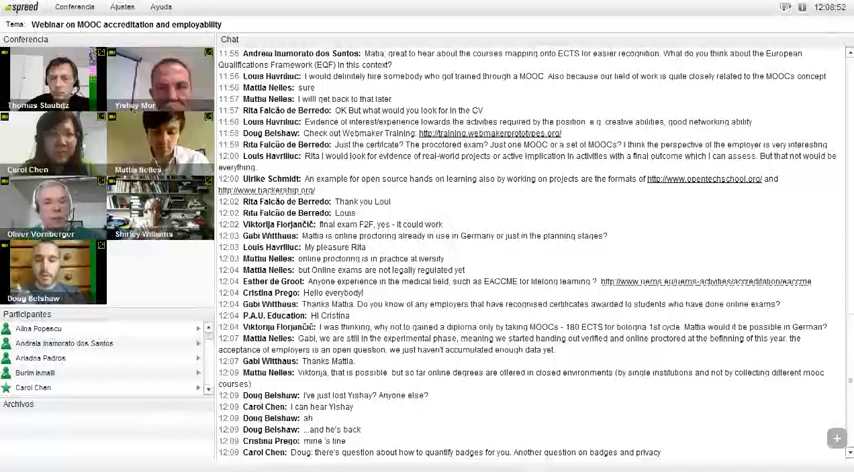 spreed Conferencia Ajustes Ayuda 12:08:52
Tema: Webinar on MOOC accreditation and employability
Conferencia
Thomas Staubitz Yishay Mor
Carol Chen Mattia Nelles
Oliver Vornberger Shirley Williams
Doug Belshaw
Participantes
Alina Popescu
Andreia Inamorato dos Santos
Ariadna Padros
Burim Ismaili
Carol Chen
Archivos
Chat
11:56 Andreia Inamorato dos Santos: Matia, great to hear about the courses mapping onto ECTS for easier recognition. What do you think about the European
Qualifications Framework (EQF) in this context?
11:56 Louis Havriluc: I would delimitely hire somebody who got trained through a MOOC. Also because our field of work is quite closely related to the MOOCs concept
11:56 Mattia Nelles: sure
11:57 Mattia Nelles: I will get back to that later
11:57 Rita Falcão de Berredo: OK But what would you look for in the CV
11:58 Louis Havriluc: Evidence of interest/experience towards the activities required by the position e.g. creative abilities, good networking ability
11:58 Doug Belshaw: Check out Webmaker Training: http://training.webmakerprototypes.org/
11:59 Rita Falcão de Berredo: Just the certificate? The proctored exam? Just one MOOC or a set of MOOCs? I think the perspective of the employer is very interesting
12:00 Louis Havriluc: Rita I would look for evidence of real-world projects or active implication in activities with a final outcome which I can assess. But that not would be
everything.
12:00 Ulrike Schmidt: An example for open source hands on learning also by working on projects are the formats of http://www.opentechschool.org/ and
http://www.hackership.org/
12:02 Rita Falcão de Berredo: Thank you Loui
12:02 Rita Falcão de Berredo: Louis
12:02 Viktorija Florjančič: final exam F2F, yes - it could work
12:03 Gabi Witthaus: Mattia is online proctoring already in use in Germany or just in the planning stages?
12:03 Louis Havriluc: My pleasure Rita
12:03 Mattia Nelles: online proctoring is in practice at iversity
12:04 Mattia Nelles: but Online exams are not legally regulated yet
12:04 Esther de Groot: Anyone experience in the medical field, such as EACCME for lifelong learning ? http://www.uems.eu/uems-activities/accreditation/eaccme
12:04 Cristina Prego: Hello everybody!
12:04 Gabi Witthaus: Thanks Mattia. Do you know of any employers that have recognised certificates awarded to students who have done online exams?
12:04 P.A.U. Education: Hi Cristina
12:04 Viktorija Florjančič: I was thinking, why not to gained a diploma only by taking MOOCs - 180 ECTS for bologna 1st cycle. Mattia would it be possible in Germany?
12:07 Mattia Nelles: Gabi, we are still in the experimental phase, meaning we started handing out verified and online proctored at the befinning of this year. the
acceptance of employers is an open question. we just haven't accumulated enough data yet.
12:07 Gabi Witthaus: Thanks Mattia.
12:09 Mattia Nelles: Viktorija, that is possible but so far online degrees are offered in closed environments (by single institutions and not by collecting different mooc
courses)
12:09 Doug Belshaw: I've just lost Yishay? Anyone else?
12:09 Carol Chen: I can hear Yishay
12:09 Doug Belshaw: ah
12:09 Doug Belshaw: ...and he's back
12:09 Cristina Prego: mine 's fine
12:09 Carol Chen: Doug: there's question about how to quantify badges for you. Another question on badges and privacy